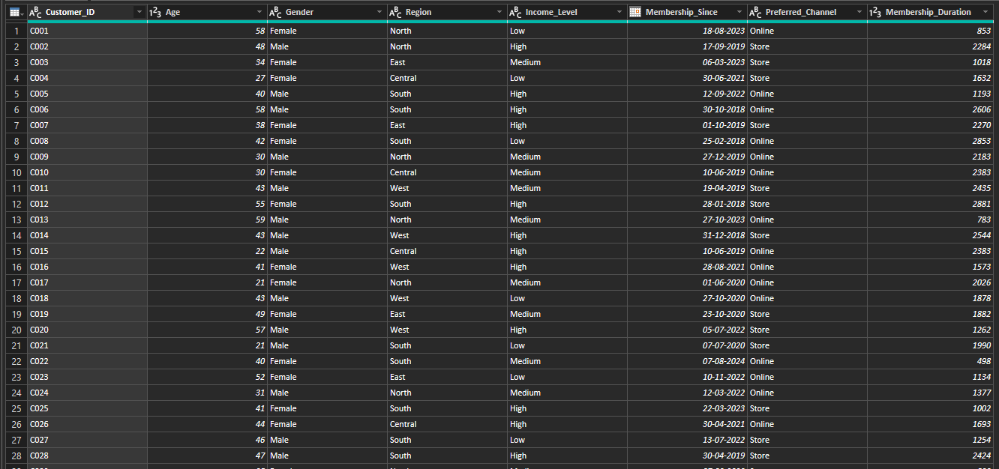 ABC Customer_ID 123 Age ABC Gender ABC Region ABC Income_Level Membership_Since ABC Preferred_Channel 123 Membership_Duration
1 C001 58 Female North Low 18-08-2023 Online 853
2 C002 48 Male North High 17-09-2019 Store 2284
3 C003 34 Female East Medium 06-03-2023 Store 1018
4 C004 27 Female Central Low 30-06-2021 Store 1632
5 C005 40 Male South High 12-09-2022 Online 1193
6 C006 58 Male South High 30-10-2018 Online 2606
7 C007 38 Female East High 01-10-2019 Store 2270
8 C008 42 Female South Low 25-02-2018 Online 2853
9 C009 30 Male North Medium 27-12-2019 Online 2183
10 C010 30 Female Central Medium 10-06-2019 Online 2383
11 C011 43 Male West Medium 19-04-2019 Store 2435
12 C012 55 Female South High 28-01-2018 Store 2881
13 C013 59 Male North Medium 27-10-2023 Online 783
14 C014 43 Male West High 31-12-2018 Store 2544
15 C015 22 Male Central High 10-06-2019 Online 2383
16 C016 41 Female West High 28-08-2021 Online 1573
17 C017 21 Female North Medium 01-06-2020 Online 2026
18 C018 43 Male West Low 27-10-2020 Online 1878
19 C019 49 Female East Medium 23-10-2020 Store 1882
20 C020 57 Male West High 05-07-2022 Store 1262
21 C021 21 Male South Low 07-07-2020 Store 1990
22 C022 40 Female South Medium 07-08-2024 Online 498
23 C023 52 Female East Low 10-11-2022 Online 1134
24 C024 31 Male North Medium 12-03-2022 Online 1377
25 C025 41 Female South High 22-03-2023 Store 1002
26 C026 44 Female Central High 30-04-2021 Online 1693
27 C027 46 Male South Low 13-07-2022 Store 1254
28 C028 47 Male South High 30-04-2019 Store 2424